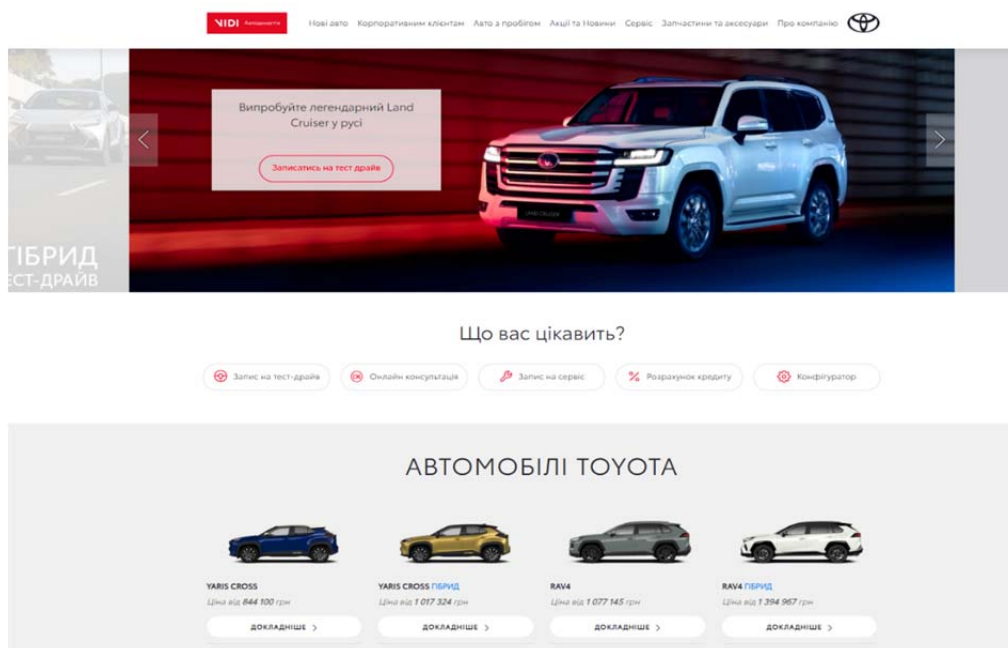 VIDI Автоданастія
Нові авто Корпоративним клієнтам Авто з пробігом Акції та Новини Сервіс Запчастини та аксесуари Про компанію
Випробуйте легендарний Land
Cruiser у русі
Записатись на тест драйв
LAND CRUISER
ГІБРИД
ЕСТ-ДРАЙВ
Що вас цікавить?
Запис на тест-драйв Онлайн консультація Запис на сервіс Розрахунок кредиту Конфігуратор
АВТОМОБІЛІ TOYOTA
YARIS CROSS YARIS CROSS ГІБРИД RAV4 RAV4 ГІБРИД
Ціна від 844 100 грн Ціна від 1 017 324 грн Ціна від 1 077 145 грн Ціна від 1 394 967 грн
ДОКЛАДНІШЕ ДОКЛАДНІШЕ ДОКЛАДНІШЕ ДОКЛАДНІШЕ